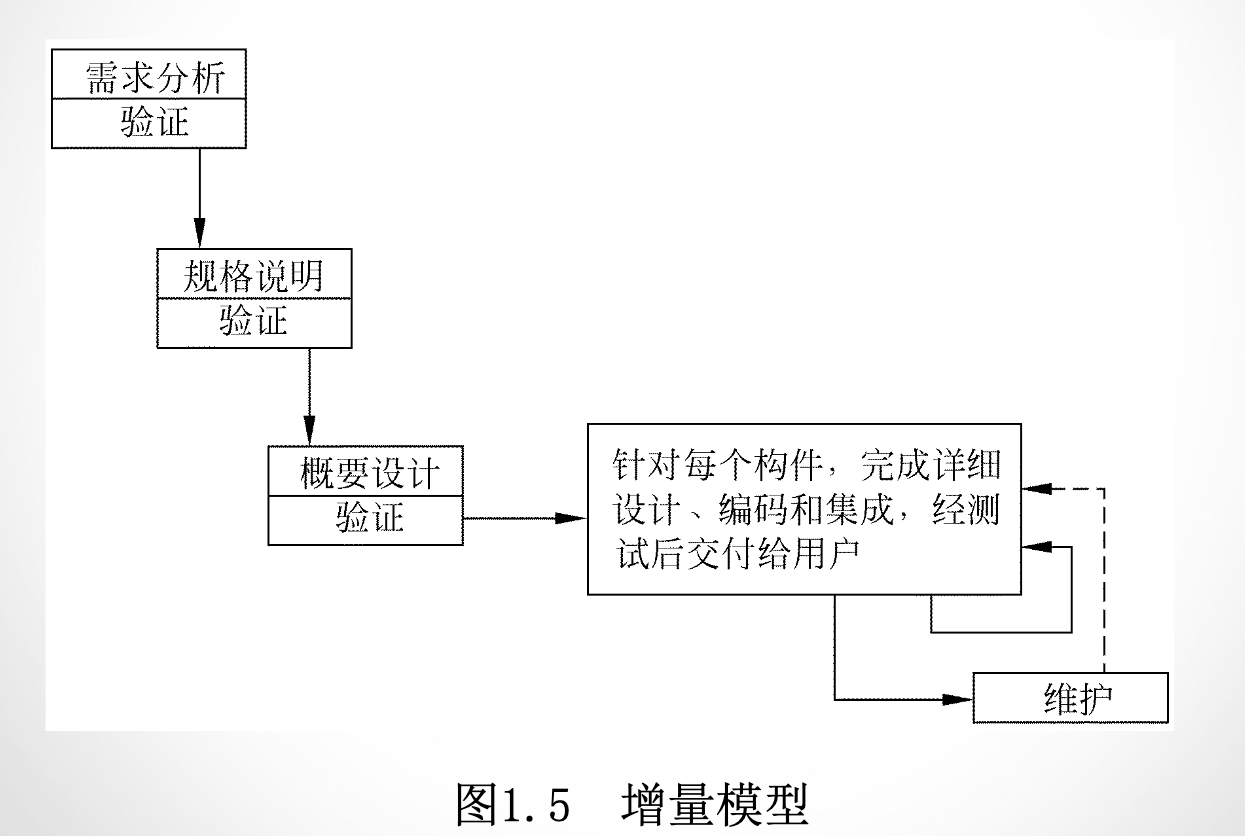 需求分析
验证
规格说明
验证
概要设计
验证
针对每个构件，完成详细
设计、编码和集成，经测
试后交付给用户
维护
图1.5 增量模型